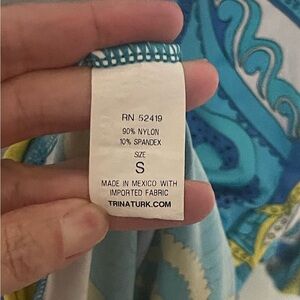 RN 52419
90% NYLON
10% SPANDEX
SIZE
S
MADE IN MEXICO WITH
IMPORTED FABRIC
TRINATURK.COM